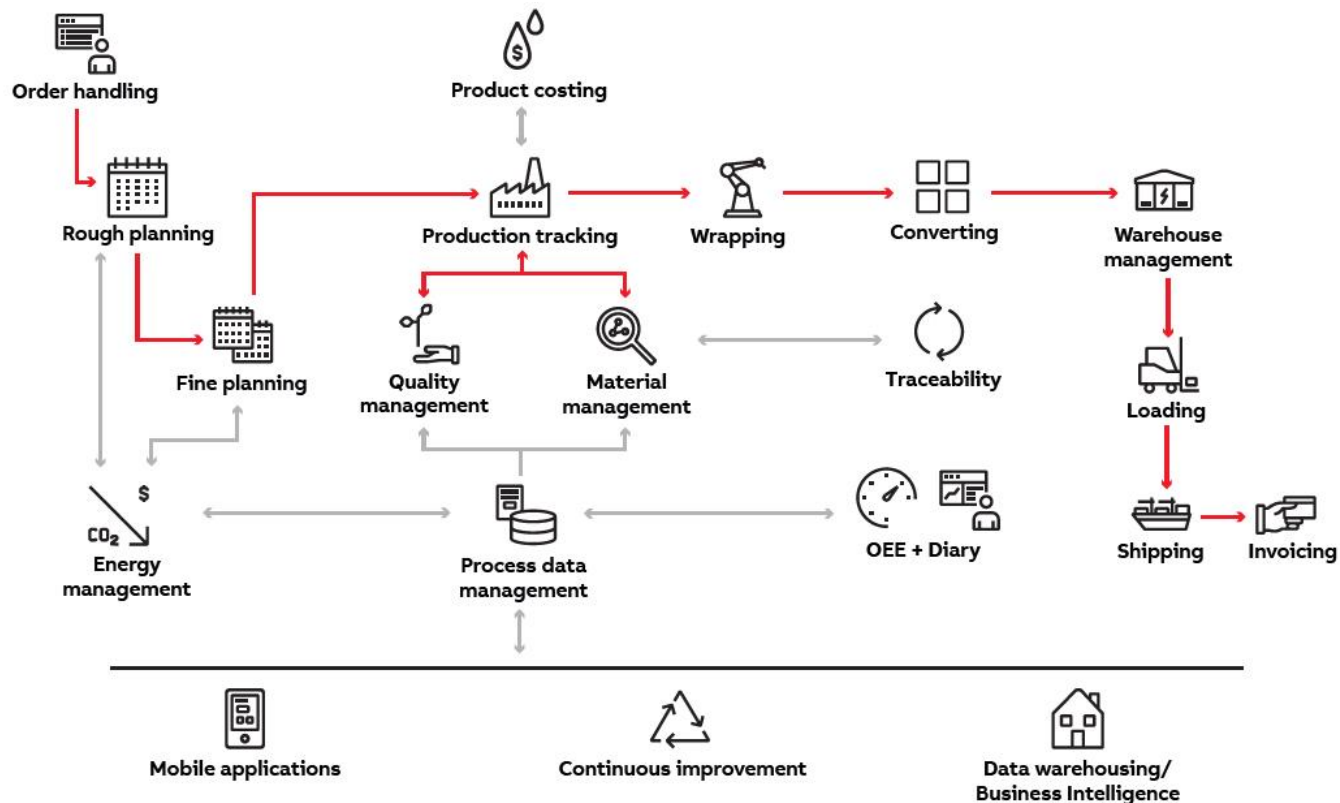 $
Order handling
Product costing
Rough planning
Production tracking
Wrapping
Converting
Warehouse
management
Fine planning
Quality
management
Material
management
Traceability
Loading
$
CO₂
Energy
management
Process data
management
OEE + Diary
Shipping
Invoicing
Mobile applications
Continuous improvement
Data warehousing/
Business Intelligence